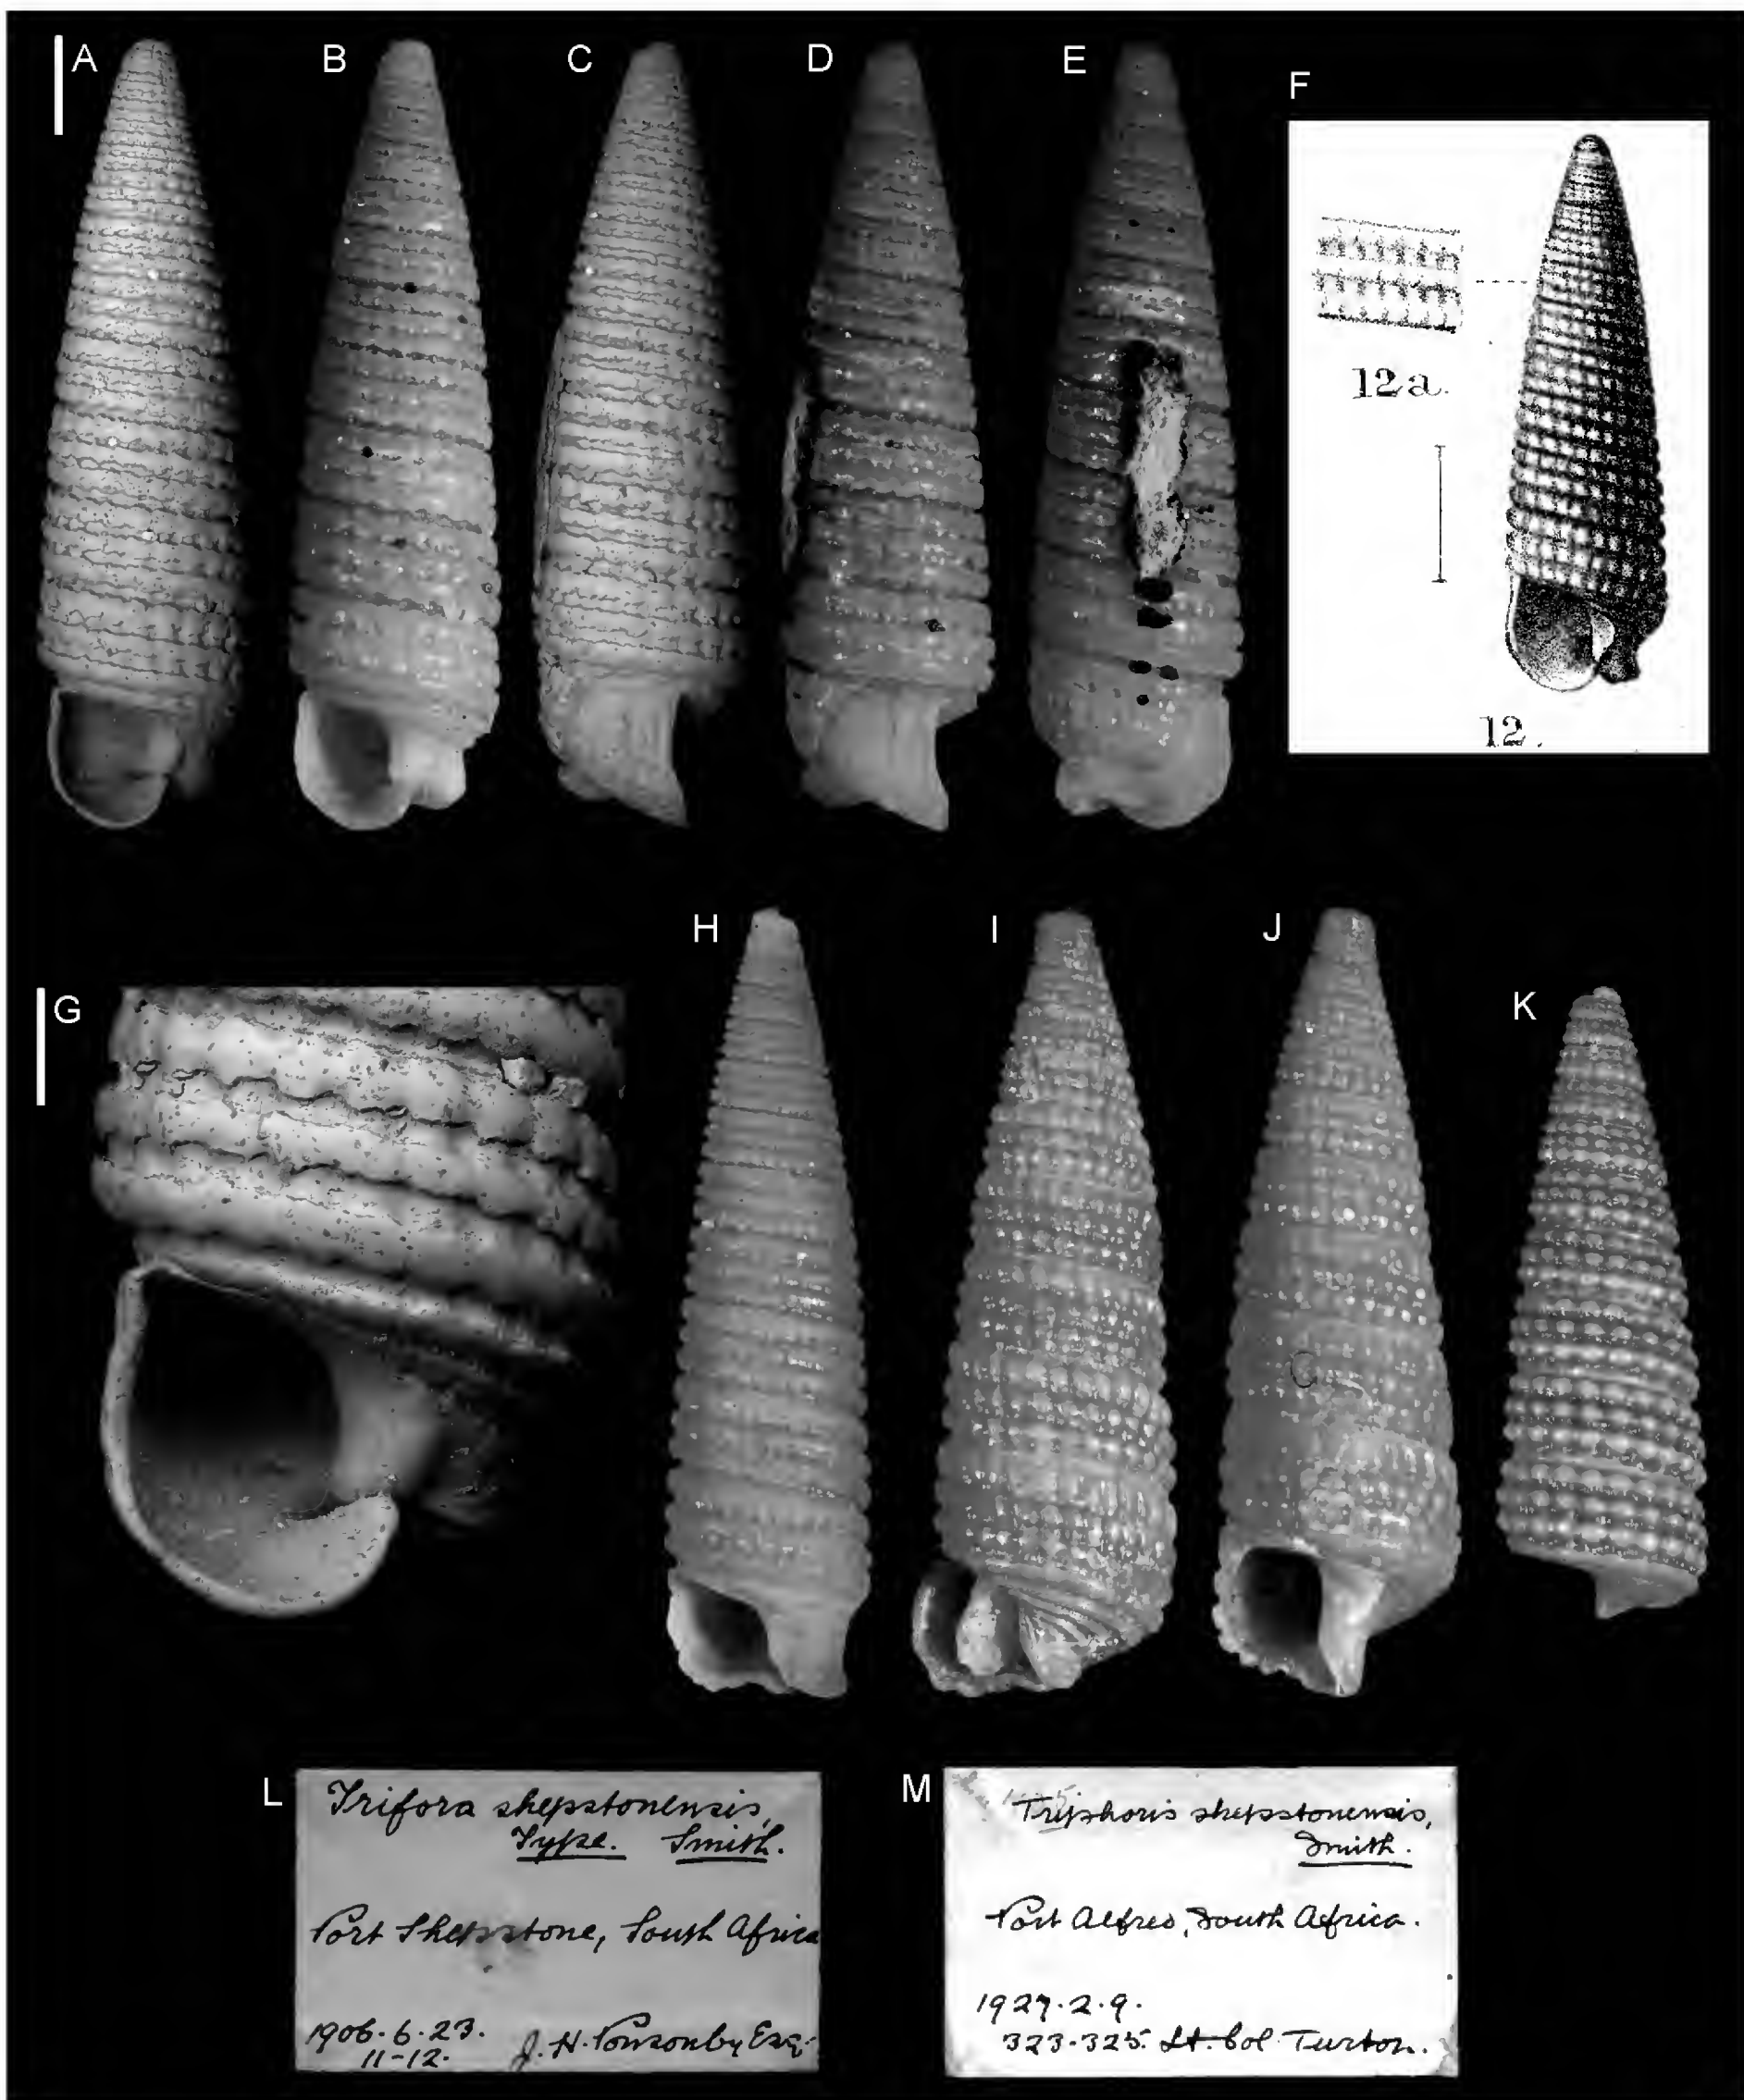 A
B
C
D
E
F
12a.
12.
G
H
I
J
K
L
Trifora shepstonensis,
Type. Smith.
Port Shepstone, South Africa
1906.6.23.
11-12. J.H. Ponsonby Esq.
M
Triphoris shepstonensis,
Smith.
Port Alfred, South Africa.
1927.2.9.
323-325. Lt. Col. Turton.